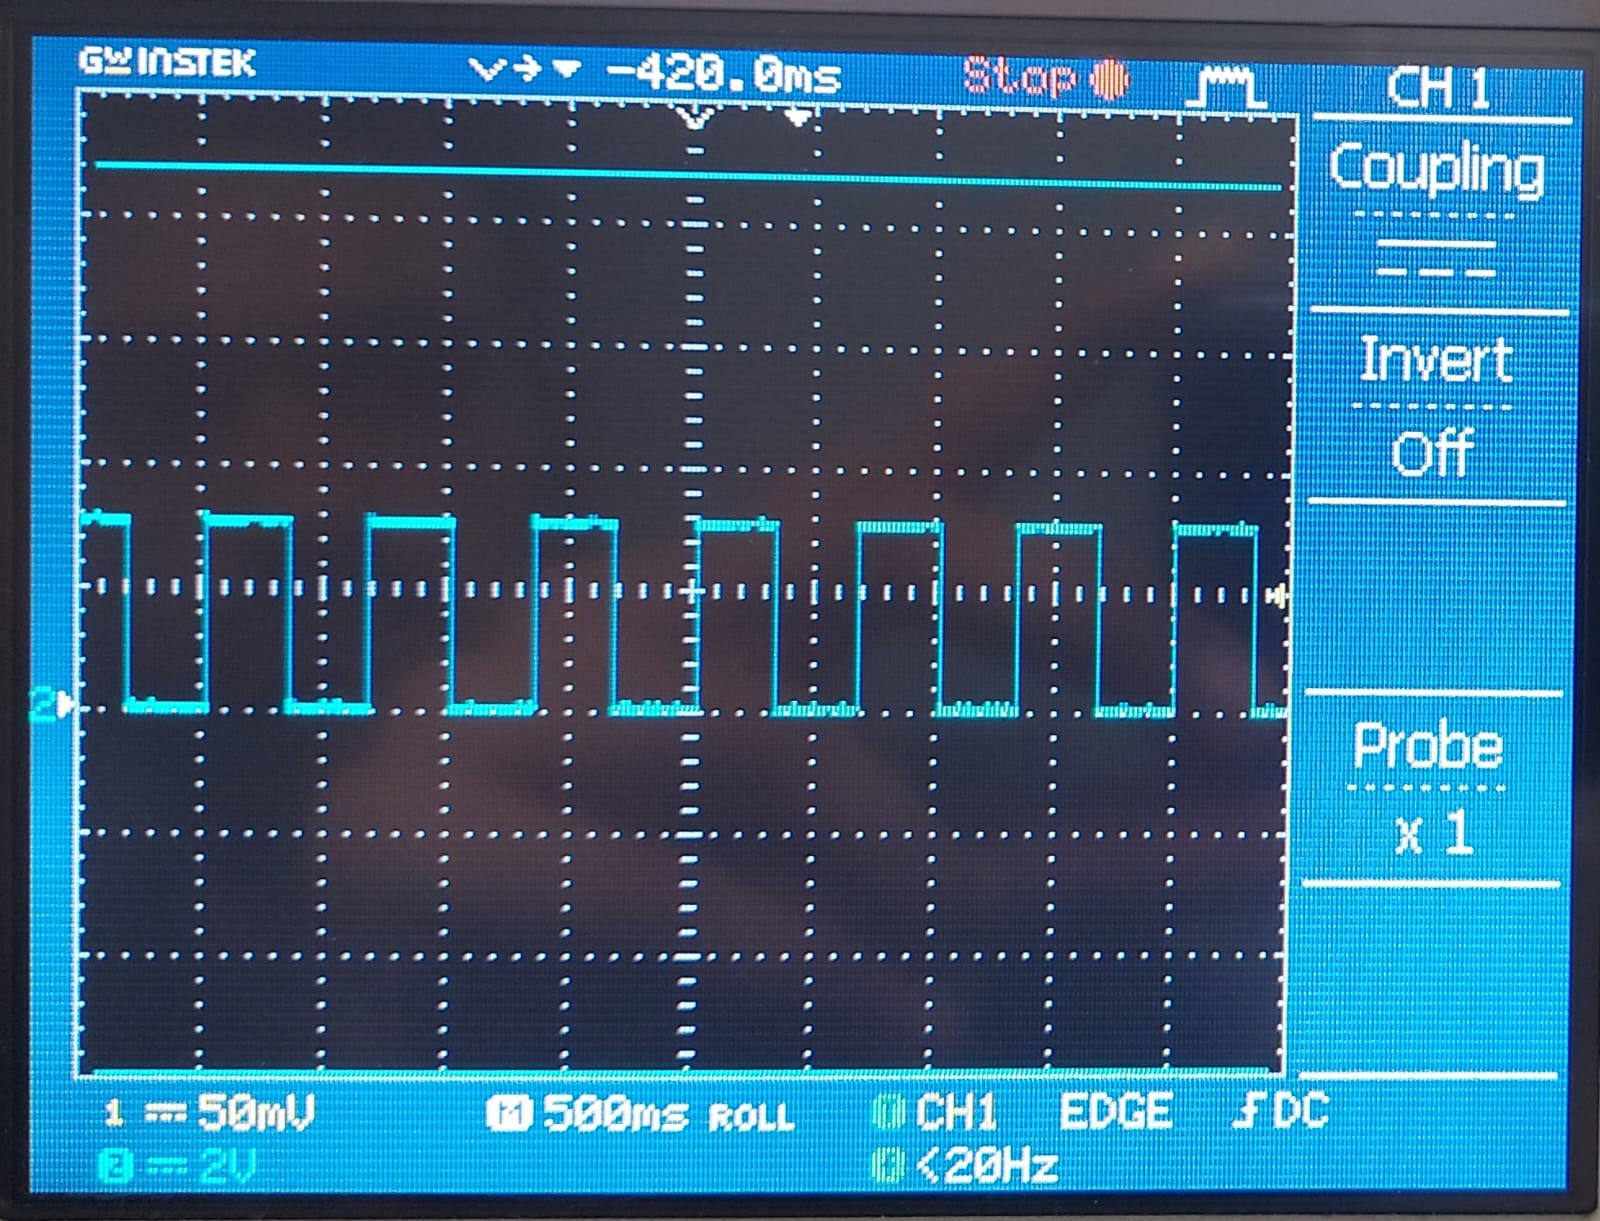 GW INSTEK -420.0ms Stop CH 1
Coupling
Invert
Off
2
Probe
x 1
1 50mV M 500ms ROLL CH1 EDGE DC
2 2V <20Hz